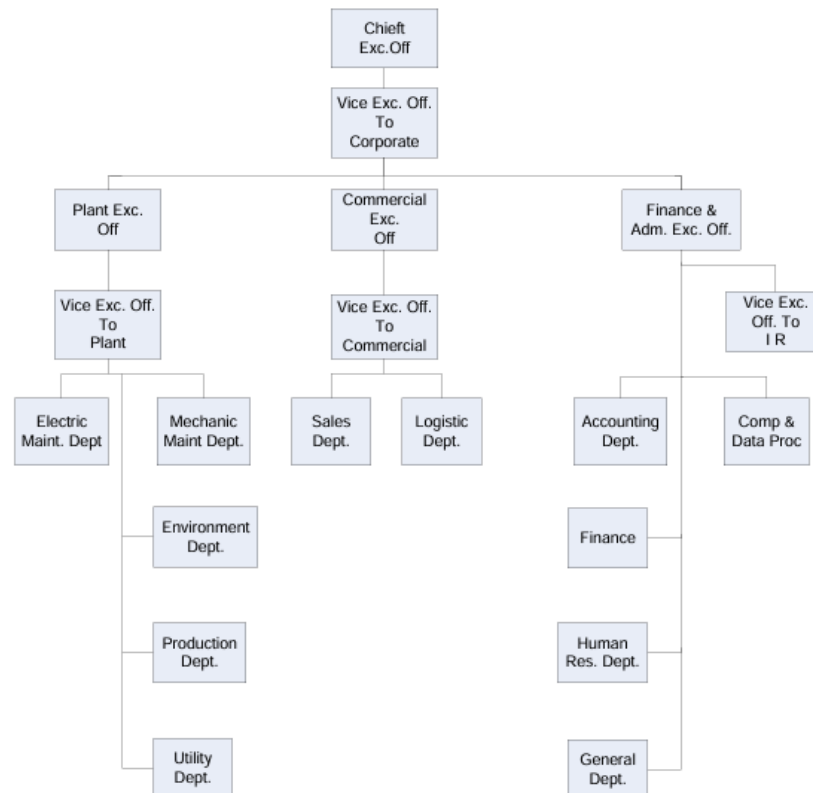 Chieft
Exc.Off
Vice Exc. Off.
To
Corporate
Plant Exc.
Off
Commercial
Exc.
Off
Finance &
Adm. Exc. Off.
Vice Exc. Off.
To
Plant
Vice Exc. Off.
To
Commercial
Vice Exc.
Off. To
I R
Electric
Maint. Dept
Mechanic
Maint Dept.
Sales
Dept.
Logistic
Dept.
Accounting
Dept.
Comp &
Data Proc
Environment
Dept.
Finance
Production
Dept.
Human
Res. Dept.
Utility
Dept.
General
Dept.